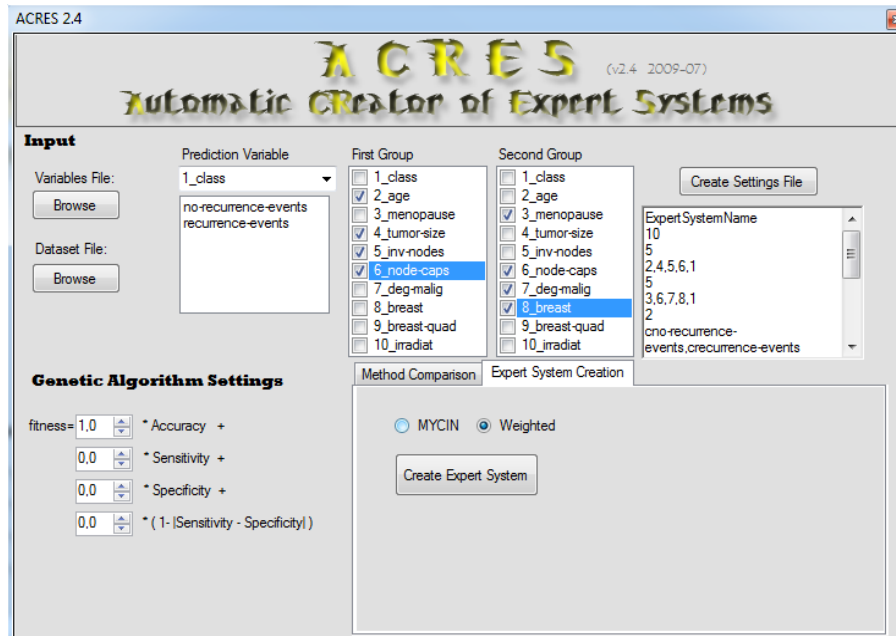 ACRES 2.4
ACRES (v2.4 2009-07)
Automatic CReator of Expert Systems
Input
Variables File:
Browse
Dataset File:
Browse
Prediction Variable
1_class
no-recurrence-events
recurrence-events
First Group
1_class
2_age
3_menopause
4_tumor-size
5_inv-nodes
6_node-caps
7_deg-malig
8_breast
9_breast-quad
10_irradiat
Second Group
1_class
2_age
3_menopause
4_tumor-size
5_inv-nodes
6_node-caps
7_deg-malig
8_breast
9_breast-quad
10_irradiat
Create Settings File
ExpertSystemName
10
5
2,4,5,6,1
5
3,6,7,8,1
2
cno-recurrence-
events,crecurrence-events
Genetic Algorithm Settings
fitness= 1,0 * Accuracy +
0,0 * Sensitivity +
0,0 * Specificity +
0,0 * ( 1- |Sensitivity - Specificity| )
Method Comparison
Expert System Creation
MYCIN Weighted
Create Expert System